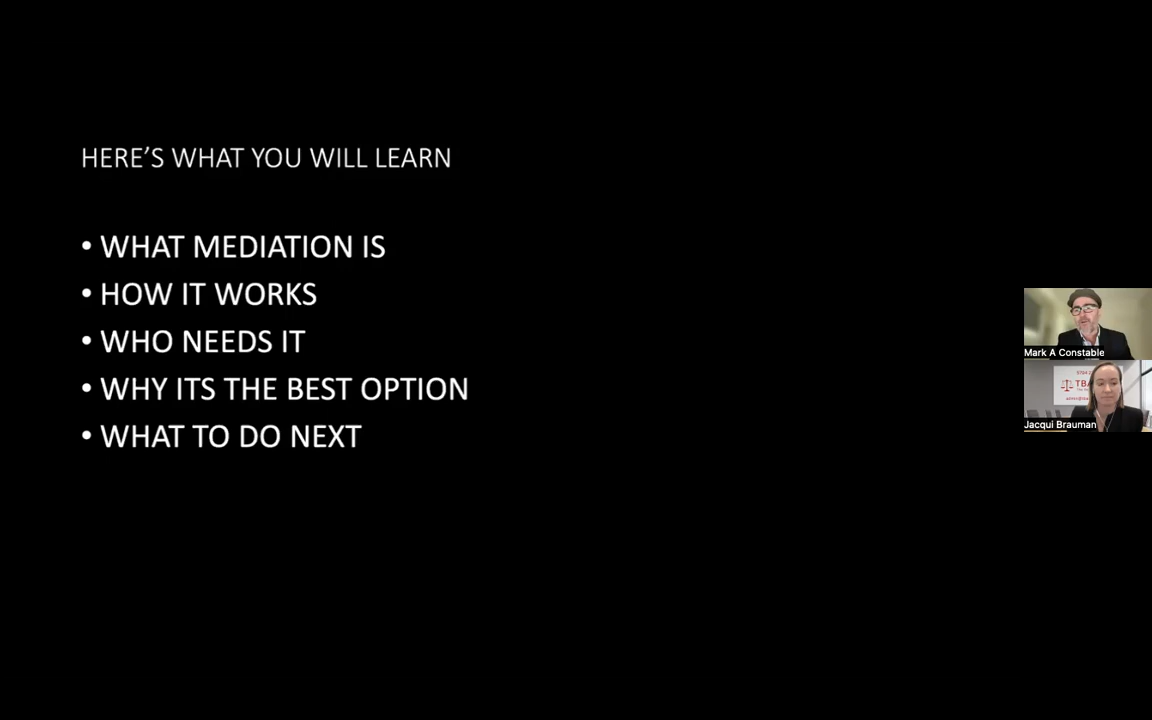 HERE'S WHAT YOU WILL LEARN
• WHAT MEDIATION IS
• HOW IT WORKS
• WHO NEEDS IT
• WHY ITS THE BEST OPTION
• WHAT TO DO NEXT
Mark A Constable
Jacqui Brauman